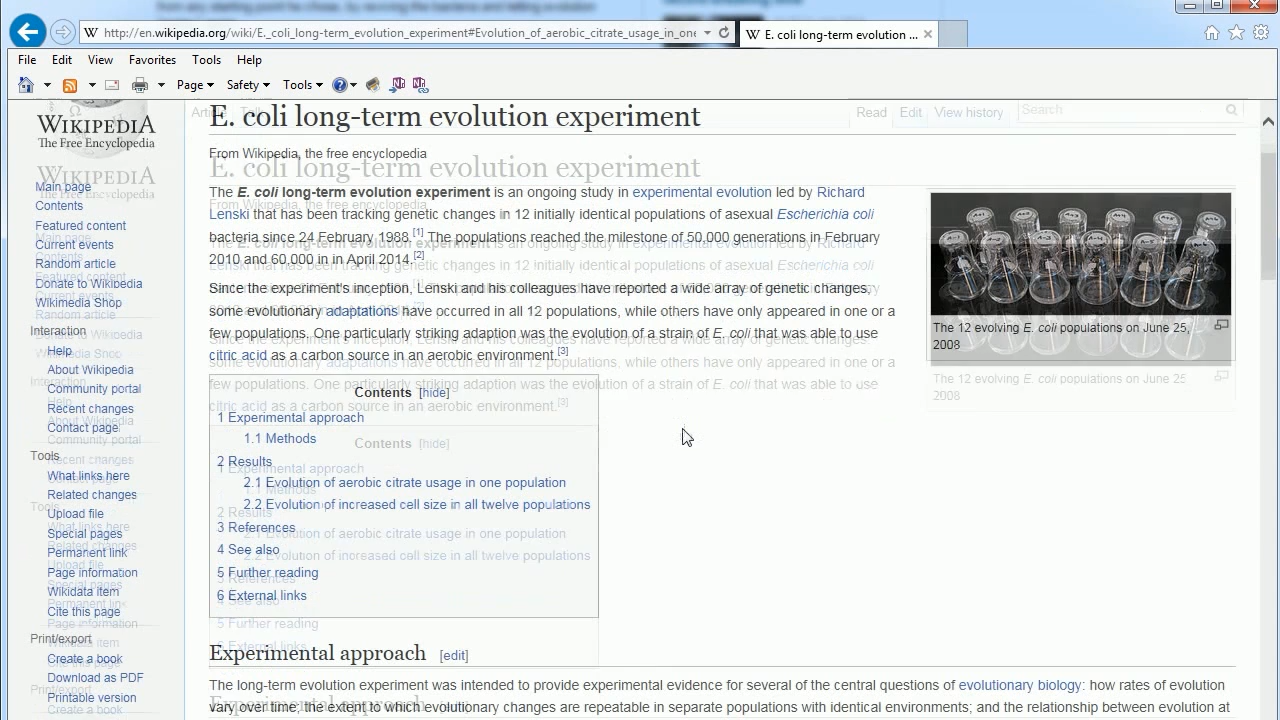 http://en.wikipedia.org/wiki/E._coli_long-term_evolution_experiment#Evolution_of_aerobic_citrate_usage_in_one
E. coli long-term evolution ...
File Edit View Favorites Tools Help
Page Safety Tools
WIKIPEDIA
The Free Encyclopedia
Main page
Contents
Featured content
Current events
Random article
Donate to Wikipedia
Wikimedia Shop
Interaction
Help
About Wikipedia
Community portal
Recent changes
Contact page
Tools
What links here
Related changes
Upload file
Special pages
Permanent link
Page information
Wikidata item
Cite this page
Print/export
Create a book
Download as PDF
Printable version
Read Edit View history Search
E. coli long-term evolution experiment
From Wikipedia, the free encyclopedia
The E. coli long-term evolution experiment is an ongoing study in experimental evolution led by Richard
Lenski that has been tracking genetic changes in 12 initially identical populations of asexual Escherichia coli
bacteria since 24 February, 1988.[1] The populations reached the milestone of 50,000 generations in February
2010 and 60,000 in in April 2014.[2]
Since the experiment's inception, Lenski and his colleagues have reported a wide array of genetic changes,
some evolutionary adaptations have occurred in all 12 populations, while others have only appeared in one or a
few populations. One particularly striking adaption was the evolution of a strain of E. coli that was able to use
citric acid as a carbon source in an aerobic environment.[3]
The 12 evolving E. coli populations on June 25,
2008
Contents [hide]
1 Experimental approach
1.1 Methods
2 Results
2.1 Evolution of aerobic citrate usage in one population
2.2 Evolution of increased cell size in all twelve populations
3 References
4 See also
5 Further reading
6 External links
Experimental approach [edit]
The long-term evolution experiment was intended to provide experimental evidence for several of the central questions of evolutionary biology: how rates of evolution
vary over time; the extent to which evolutionary changes are repeatable in separate populations with identical environments; and the relationship between evolution at